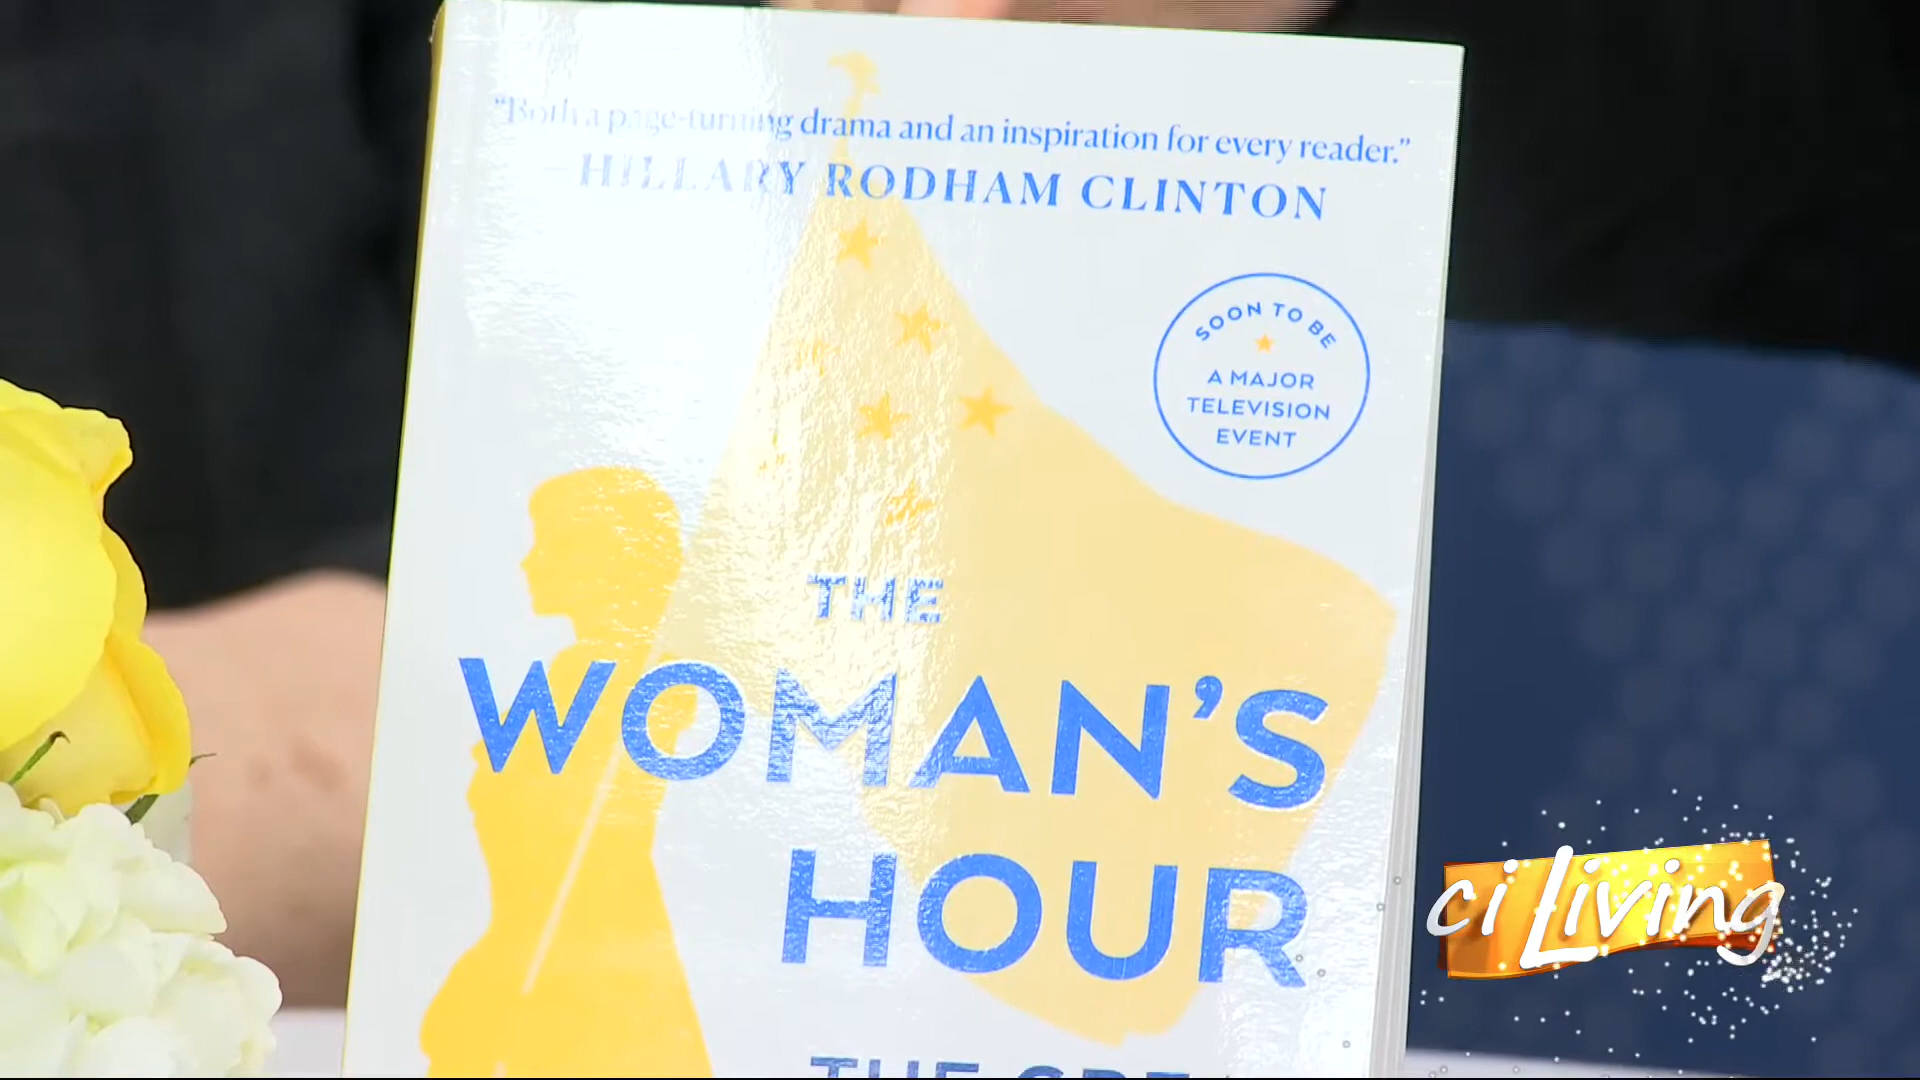 “Both a page-turning drama and an inspiration for every reader.”
—HILLARY RODHAM CLINTON
SOON TO BE
A MAJOR
TELEVISION
EVENT
THE
WOMAN’S
HOUR
THE
ci Living